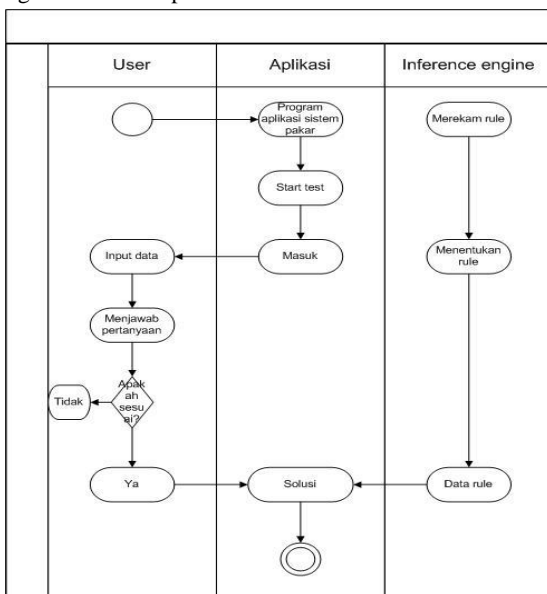 User
Aplikasi
Inference engine
Program
aplikasi sistem
pakar
Merekam rule
Start test
Input data
Masuk
Menentukan
rule
Menjawab
pertanyaan
Apak
ah
sesu
ai?
Tidak
Ya
Solusi
Data rule